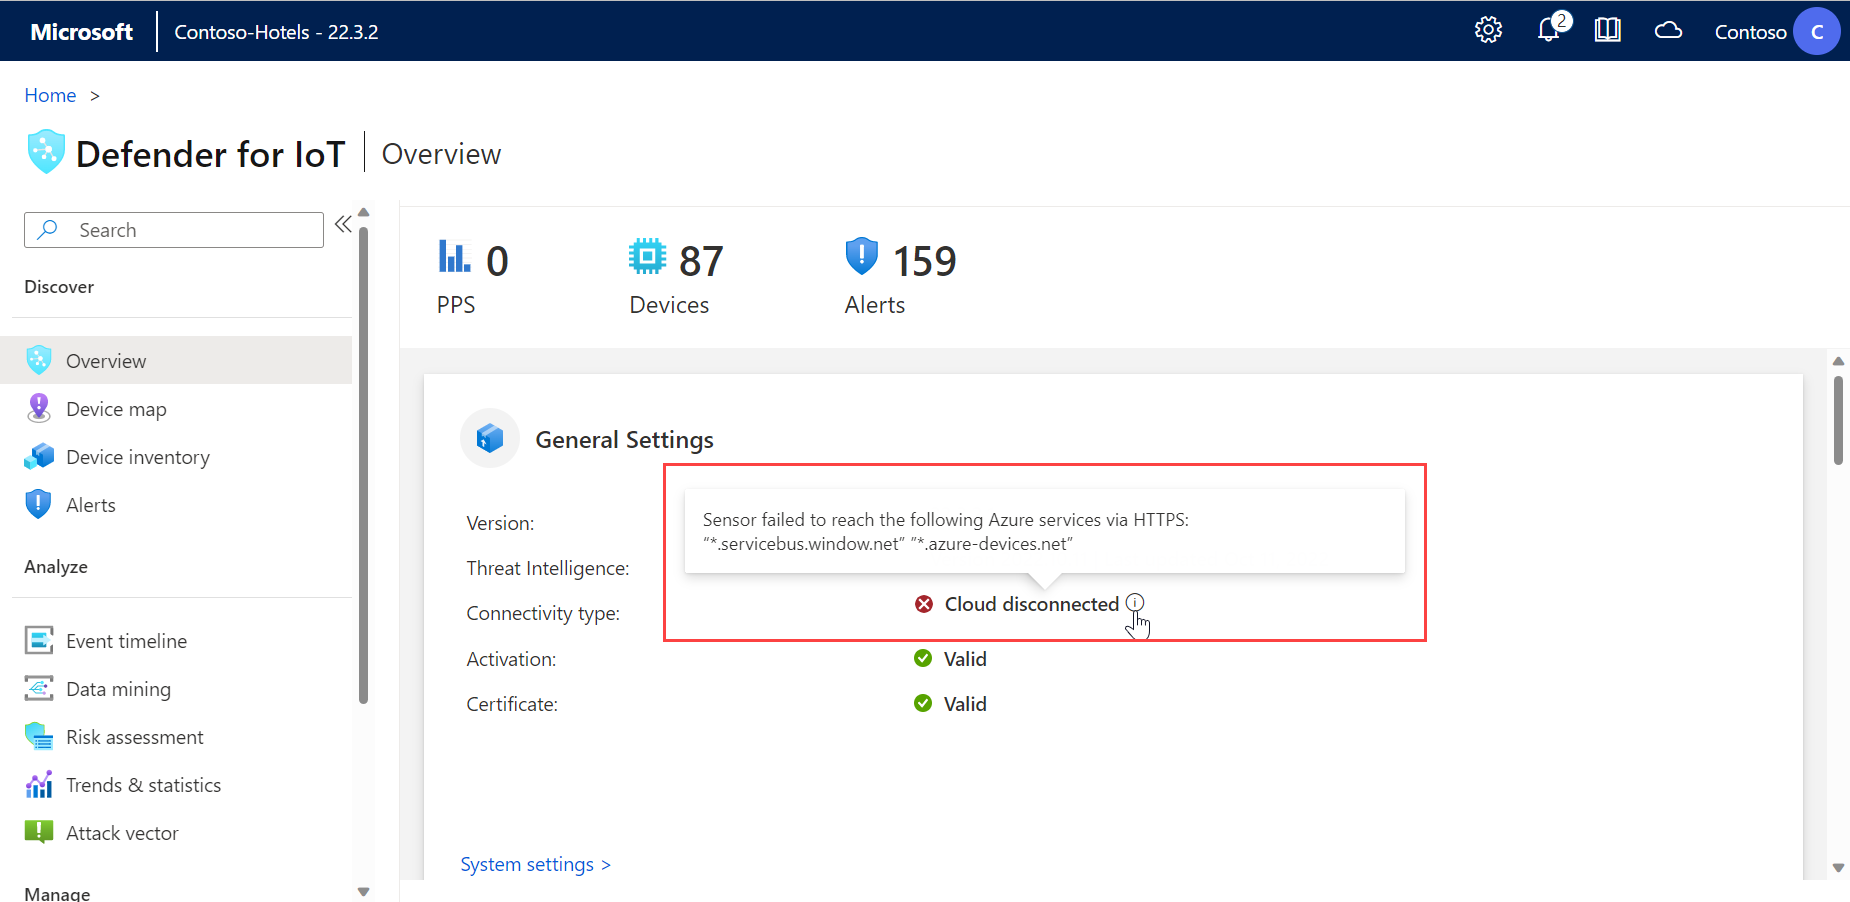 Microsoft
Contoso-Hotels - 22.3.2
2
Contoso
C
Home >
Defender for IoT
Overview
Search
Discover
Overview
Device map
Device inventory
Alerts
Analyze
Event timeline
Data mining
Risk assessment
Trends & statistics
Attack vector
Manage
0
PPS
87
Devices
159
Alerts
General Settings
Version:
Sensor failed to reach the following Azure services via HTTPS:
“*.servicebus.window.net” ”*.azure-devices.net”
Threat Intelligence:
Connectivity type:
Cloud disconnected
Activation:
Valid
Certificate:
Valid
System settings >